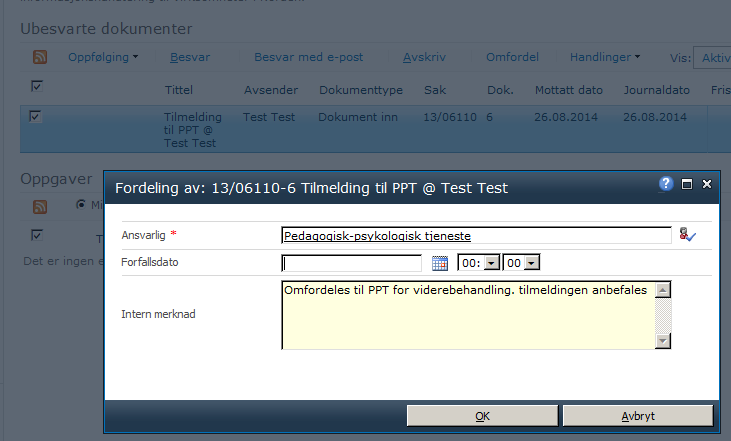 Ubesvarte dokumenter
Oppfølging Besvar Besvar med e-post Avskriv Omfordel Handlinger Vis: Aktiv
Tittel Avsender Dokumenttype Sak Dok. Mottatt dato Journaldato Fris
Tilmelding til PPT @ Test Test Test Test Dokument inn 13/06110 6 26.08.2014 26.08.2014
Oppgaver
Mi
T
Det er ingen e
Fordeling av: 13/06110-6 Tilmelding til PPT @ Test Test
Ansvarlig * Pedagogisk-psykologisk tjeneste
Forfallsdato 00: 00
Intern merknad Omfordeles til PPT for viderebehandling. tilmeldingen anbefales
OK Avbryt